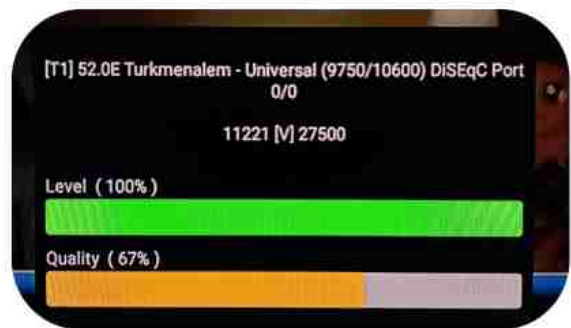 [T1] 52.0E Turkmenalem - Universal (9750/10600) DiSEqC Port
0/0
11221 [V] 27500
Level ( 100% )
Quality ( 67% )